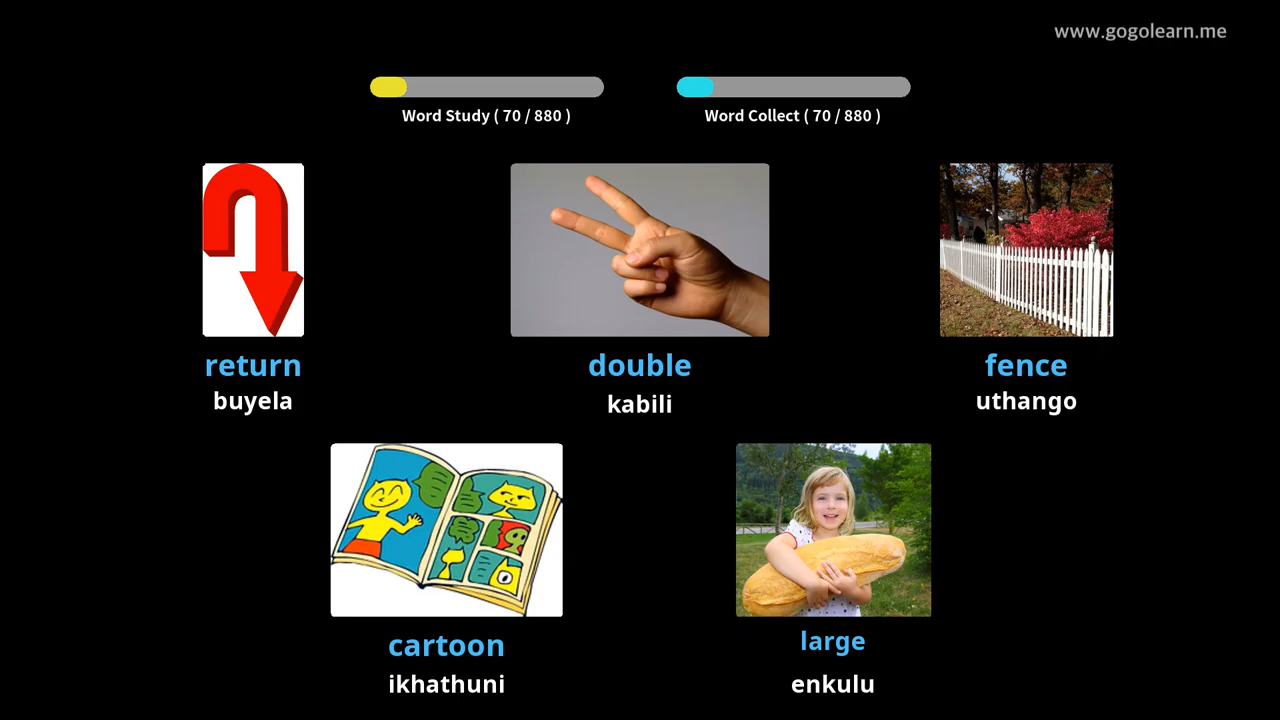 www.gogolearn.me
Word Study ( 70 / 880 )
Word Collect ( 70 / 880 )
return
buyela
double
kabili
fence
uthango
cartoon
ikhathuni
large
enkulu